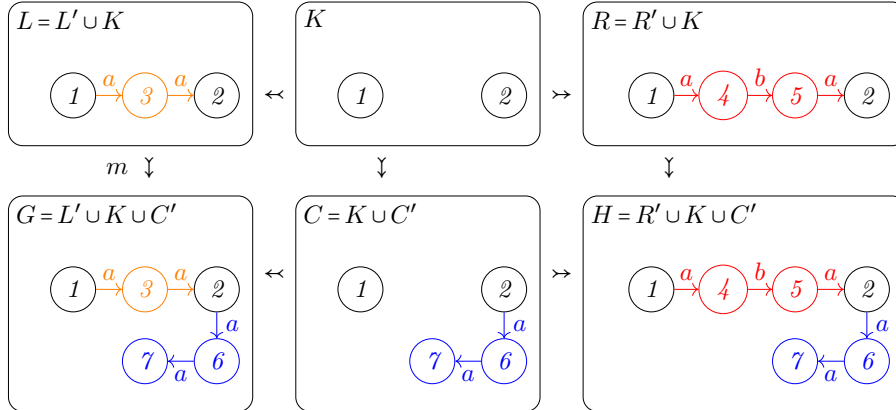 L = L′ ∪ K
1 a 3 a 2
K
1 2
R = R′ ∪ K
1 a 4 b 5 a 2
m
G = L′ ∪ K ∪ C′
1 a 3 a 2
a
7 a 6
C = K ∪ C′
1 2
a
7 a 6
H = R′ ∪ K ∪ C′
1 a 4 b 5 a 2
a
7 a 6